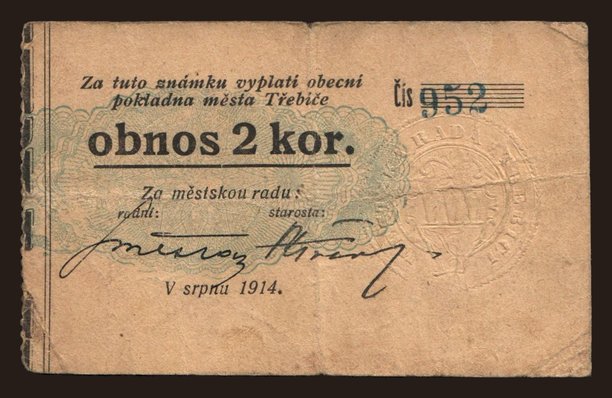 Za tuto známku vyplatí obecní
pokladna města Třebíče
Čís 952
obnos 2 kor.
Za městskou radu:
radní: starosta:
V srpnu 1914.